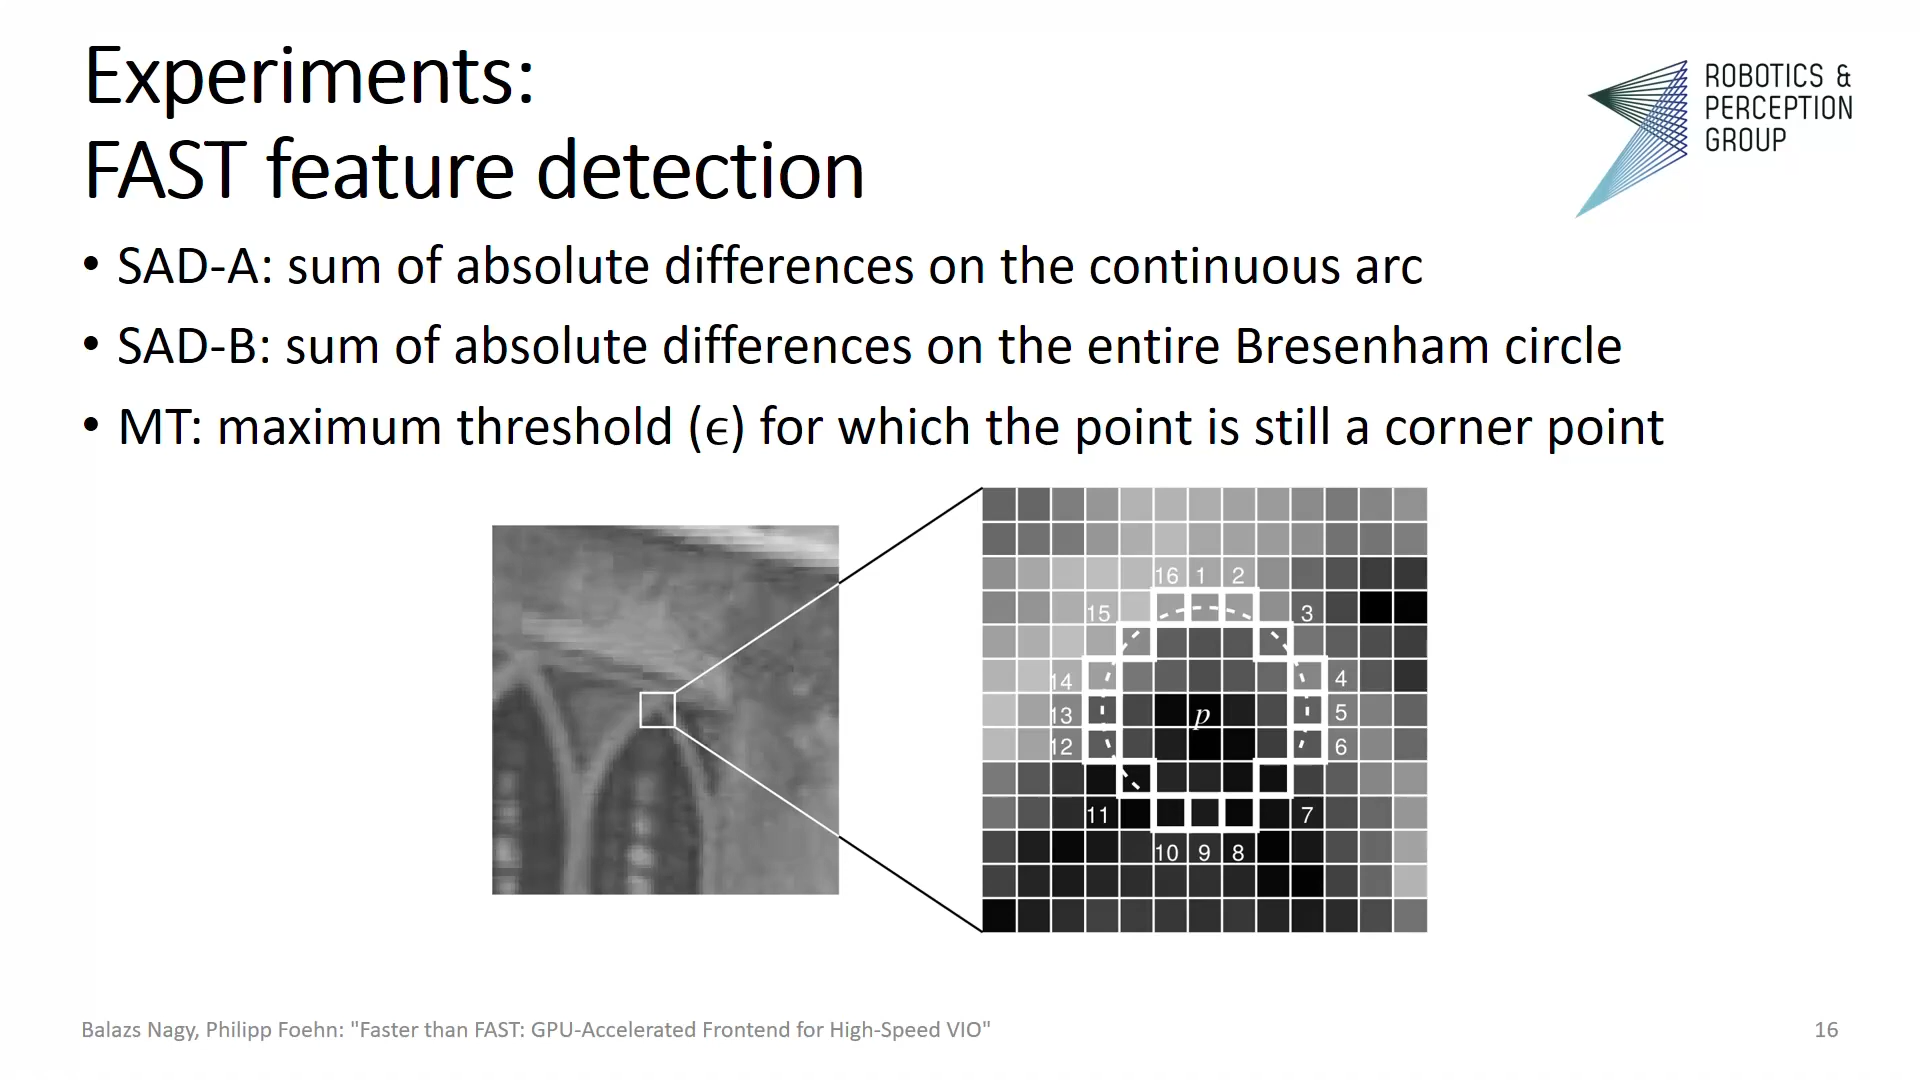 Experiments:
FAST feature detection
ROBOTICS &
PERCEPTION
GROUP
• SAD-A: sum of absolute differences on the continuous arc
• SAD-B: sum of absolute differences on the entire Bresenham circle
• MT: maximum threshold (ϵ) for which the point is still a corner point
16 1 2
15 3
14 4
13 p 5
12 6
11 7
10 9 8
Balazs Nagy, Philipp Foehn: "Faster than FAST: GPU-Accelerated Frontend for High-Speed VIO"
16